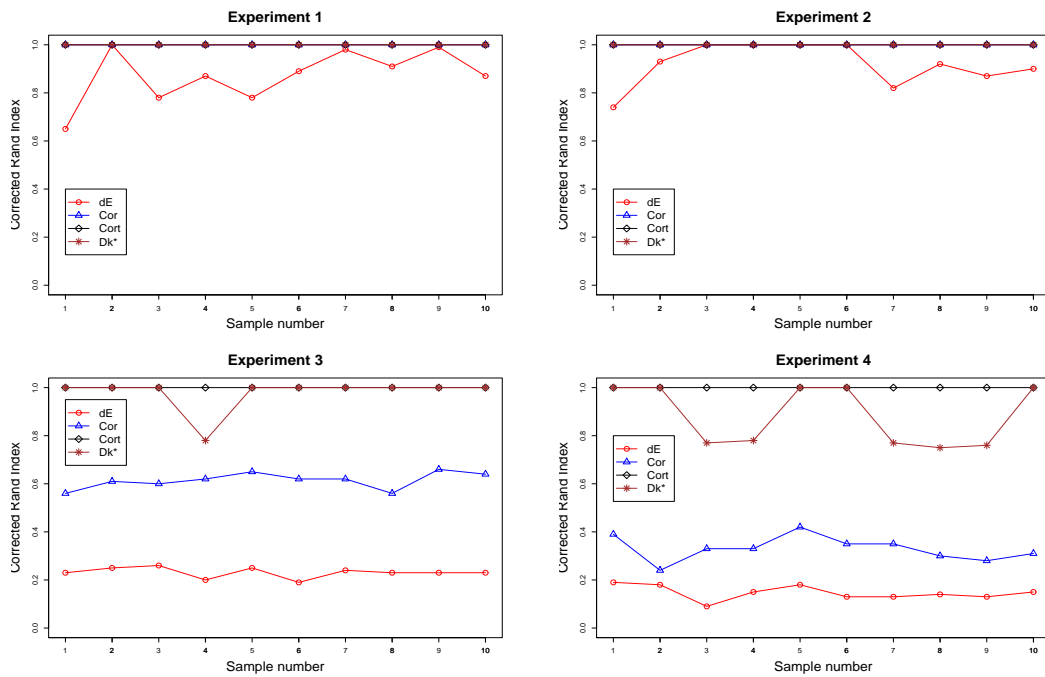 Experiment 1
Corrected Rand Index
1.0
0.8
0.6
0.4
0.2
0.0
dE
Cor
Cort
Dk*
1 2 3 4 5 6 7 8 9 10
Sample number
Experiment 2
Corrected Rand Index
1.0
0.8
0.6
0.4
0.2
0.0
dE
Cor
Cort
Dk*
1 2 3 4 5 6 7 8 9 10
Sample number
Experiment 3
Corrected Rand Index
1.0
0.8
0.6
0.4
0.2
0.0
dE
Cor
Cort
Dk*
1 2 3 4 5 6 7 8 9 10
Sample number
Experiment 4
Corrected Rand Index
1.0
0.8
0.6
0.4
0.2
0.0
dE
Cor
Cort
Dk*
1 2 3 4 5 6 7 8 9 10
Sample number